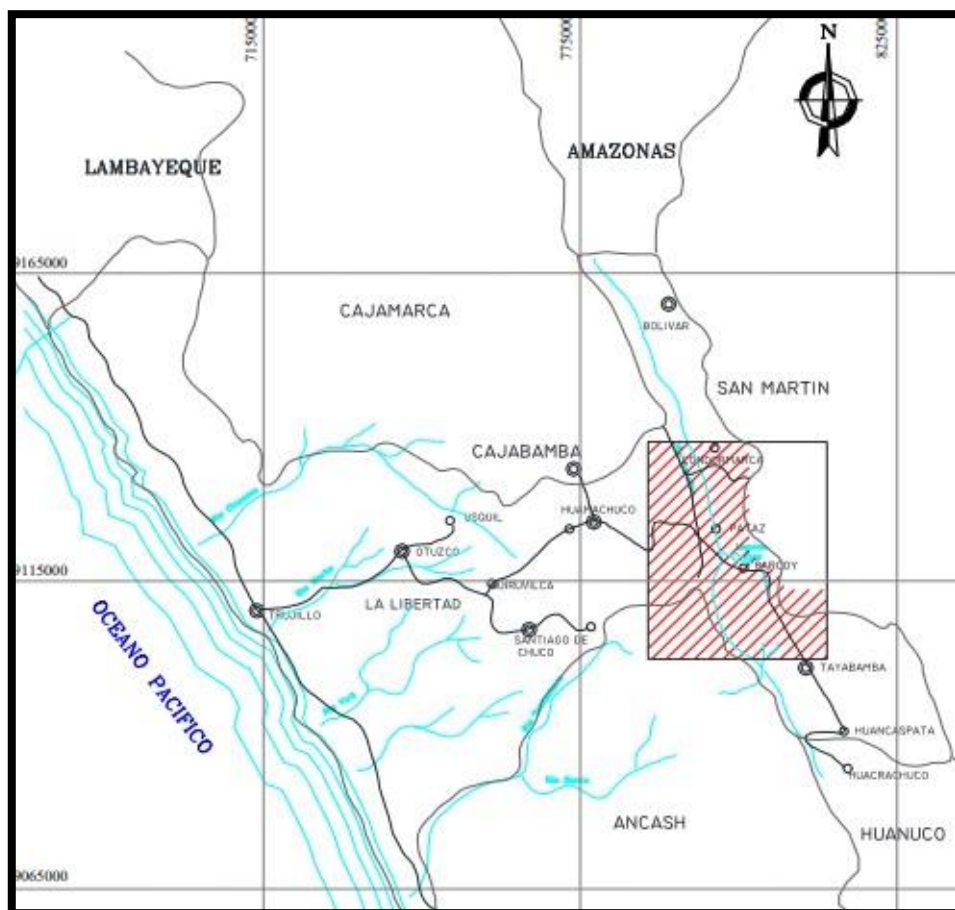 715000
775000
825000
N
LAMBAYEQUE
AMAZONAS
9165000
CAJAMARCA
BOLIVAR
SAN MARTIN
CAJABAMBA
CONDORMARCA
HUAMACHUCO
USQUIL
PATAZ
OTUZCO
PARCOY
9115000
QUIRUVILCA
LA LIBERTAD
TRUJILLO
OCEANO PACIFICO
SANTIAGO DE
CHUCO
TAYABAMBA
HUANCASPATA
HUACRACHUCO
ANCASH
HUANUCO
9065000